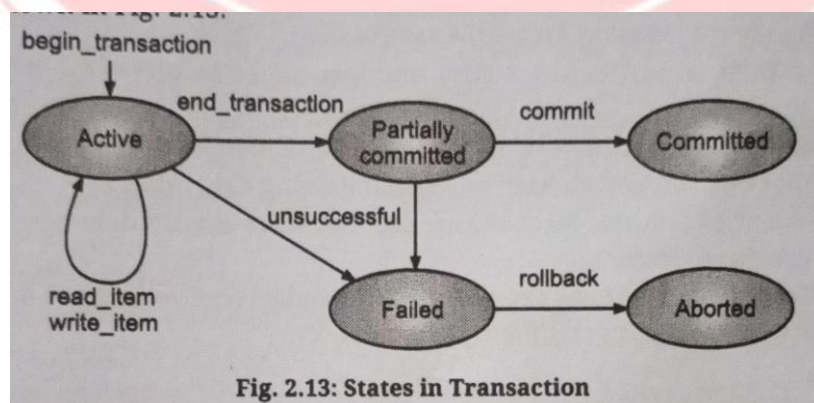 begin_transaction
end_transaction
Active
Partially
committed
commit
Committed
unsuccessful
read_item
write_item
Failed
rollback
Aborted
Fig. 2.13: States in Transaction